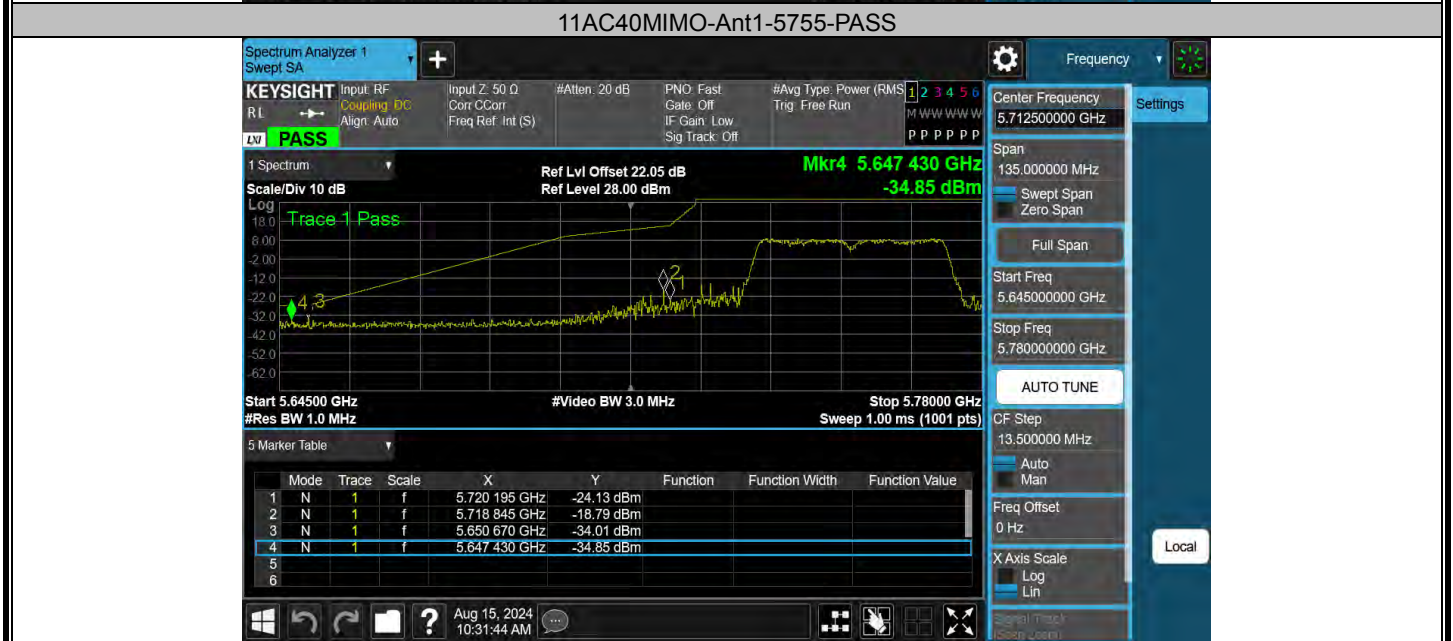 11AC40MIMO-Ant1-5755-PASS
Spectrum Analyzer 1
Swept SA
+
Frequency
KEYSIGHT
RL
LXI
PASS
Input: RF
Coupling: DC
Align: Auto
Input Z: 50 Ω
Corr CCorr
Freq Ref: Int (S)
#Atten: 20 dB
PNO: Fast
Gate: Off
IF Gain: Low
Sig Track: Off
#Avg Type: Power (RMS
Trig: Free Run
1 2 3 4 5 6
M W W W W W
P P P P P P
1 Spectrum
Scale/Div 10 dB
Ref Lvl Offset 22.05 dB
Ref Level 28.00 dBm
Mkr4 5.647 430 GHz
-34.85 dBm
Log
Trace 1 Pass
18.0
8.00
-2.00
-12.0
-22.0
-32.0
-42.0
-52.0
-62.0
4,3
2
1
Start 5.64500 GHz
#Video BW 3.0 MHz
Stop 5.78000 GHz
#Res BW 1.0 MHz
Sweep 1.00 ms (1001 pts)
5 Marker Table
Mode Trace Scale X Y Function Function Width Function Value
1 N 1 f 5.720 195 GHz -24.13 dBm
2 N 1 f 5.718 845 GHz -18.79 dBm
3 N 1 f 5.650 670 GHz -34.01 dBm
4 N 1 f 5.647 430 GHz -34.85 dBm
5
6
?
Aug 15, 2024
10:31:44 AM
Center Frequency
5.712500000 GHz
Settings
Span
135.000000 MHz
Swept Span
Zero Span
Full Span
Start Freq
5.645000000 GHz
Stop Freq
5.780000000 GHz
AUTO TUNE
CF Step
13.500000 MHz
Auto
Man
Freq Offset
0 Hz
X Axis Scale
Log
Lin
Local
Signal Track
(Span Zoom)